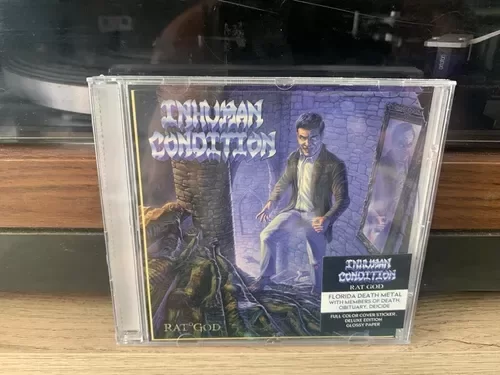 INHUMAN
CONDITION
RAT°GOD
INHUMAN
CONDITION
RAT GOD
FLORIDA DEATH METAL
WITH MEMBERS OF DEATH,
OBITUARY, DEICIDE
FULL COLOR COVER STICKER,
DELUXE EDITION
GLOSSY PAPER